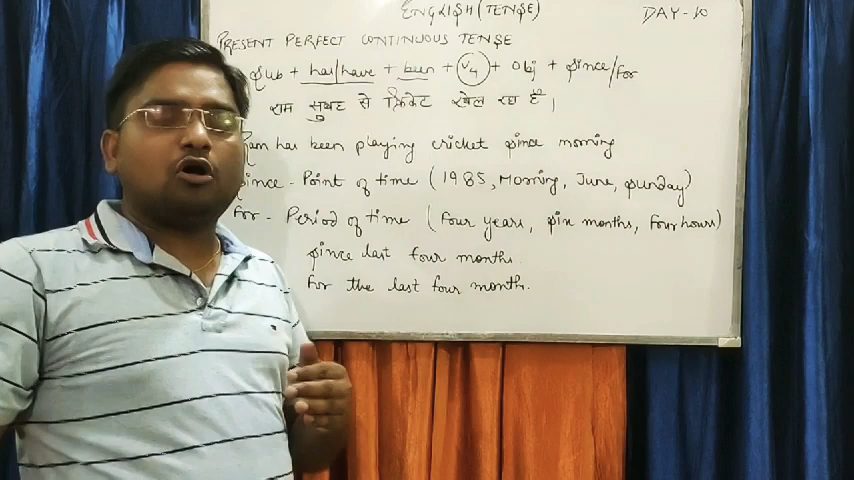 ENGLISH (TENSE)
DAY-10
PRESENT PERFECT CONTINUOUS TENSE
Sub + has/have + been + V4 + Obj + Since/For
राम सुबह से क्रिकेट खेल रहा है।
Ram has been playing cricket since morning
Since - Point of time (1985, Morning, June, Sunday)
For - Period of time (Four years, Six months, Four hours)
Since last four months.
For the last four month.